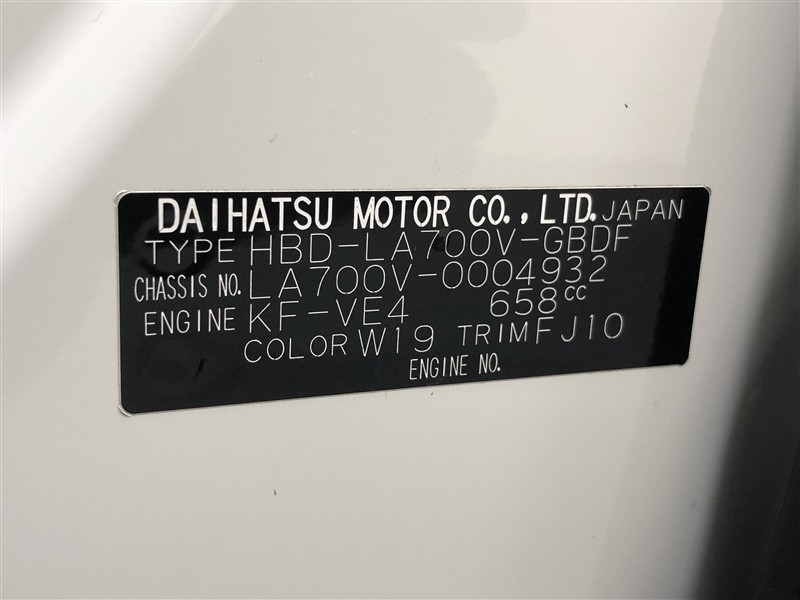 DAIHATSU MOTOR CO., LTD. JAPAN
TYPE HBD-LA700V-GBDF
CHASSIS NO. LA700V-0004932
ENGINE KF-VE4 658cc
COLOR W19 TRIM FJ10
ENGINE NO.